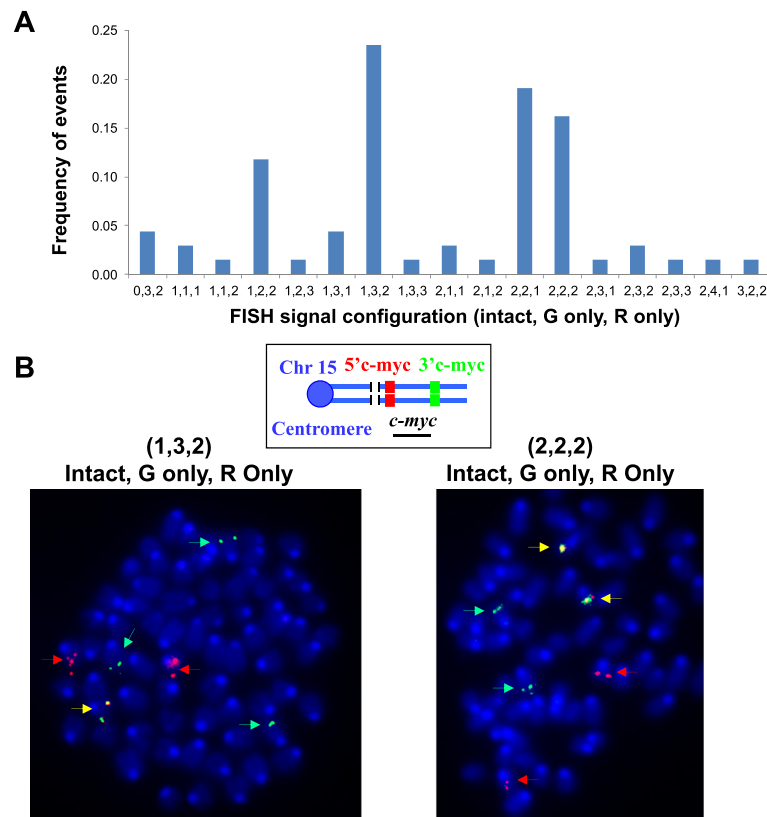 A
Frequency of events
0.25
0.20
0.15
0.10
0.05
0.00
0,3,2 1,1,1 1,1,2 1,2,2 1,2,3 1,3,1 1,3,2 1,3,3 2,1,1 2,1,2 2,2,1 2,2,2 2,3,1 2,3,2 2,3,3 2,4,1 3,2,2
FISH signal configuration (intact, G only, R only)
B
Chr 15 5’c-myc 3’c-myc
Centromere c-myc
(1,3,2)
Intact, G only, R Only
(2,2,2)
Intact, G only, R Only